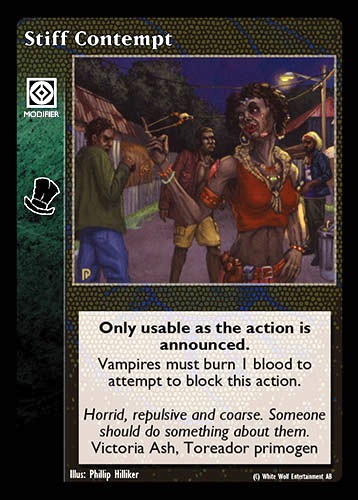 Stiff Contempt
MODIFIER
Only usable as the action is
announced.
Vampires must burn 1 blood to
attempt to block this action.
Horrid, repulsive and coarse. Someone
should do something about them.
Victoria Ash, Toreador primogen
Illus: Phillip Hilliker
(C) White Wolf Entertainment AB